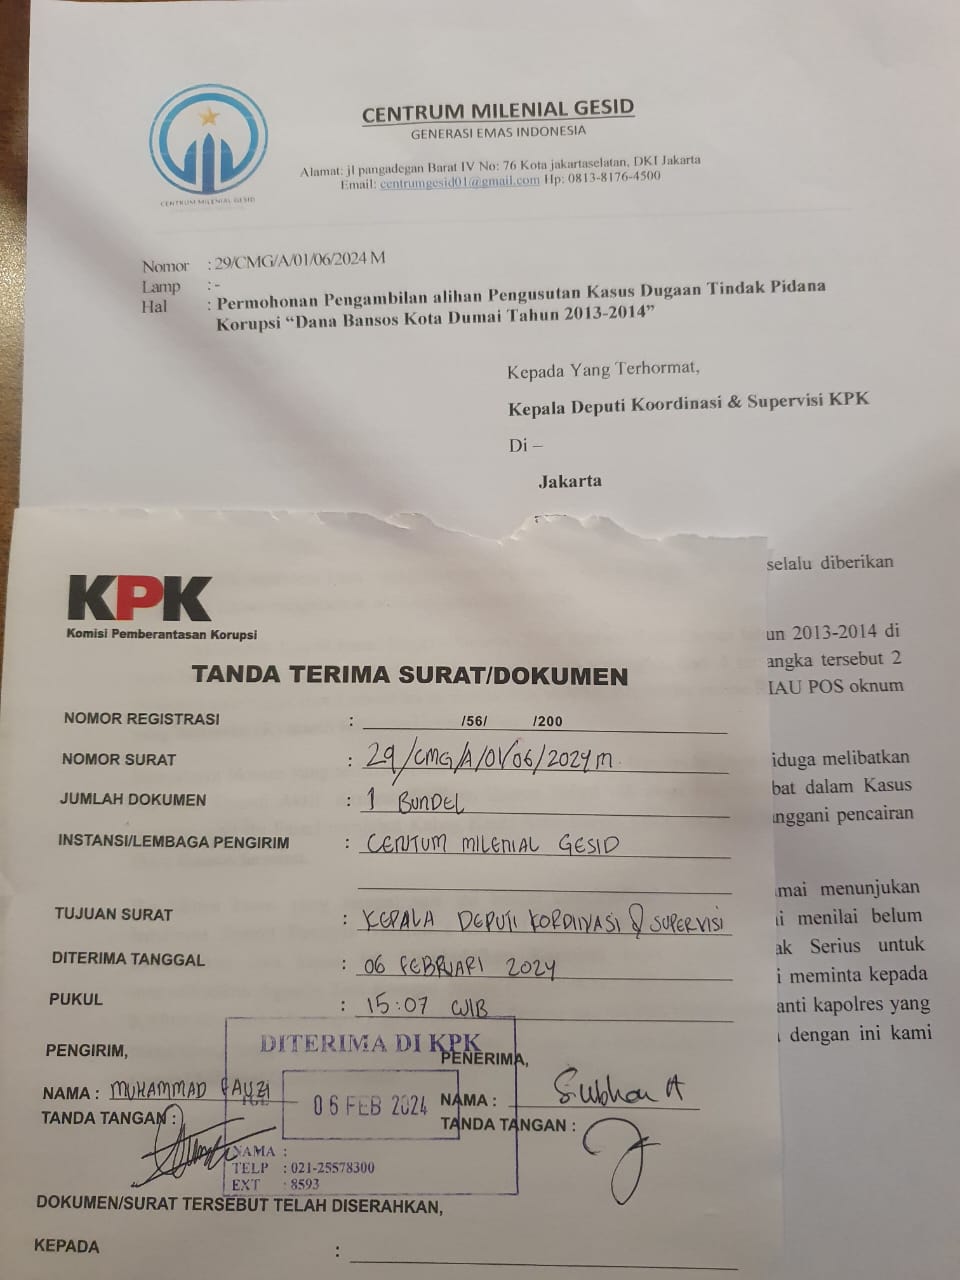 CENTRUM MILENIAL GESID
GENERASI EMAS INDONESIA
Alamat: jl pangadegan Barat IV No: 76 Kota jakartaselatan, DKI Jakarta
Email: centrumgesid01@gmail.com Hp: 0813-8176-4500
CENTRUM MILENIAL GESID
Nomor : 29/CMG/A/01/06/2024 M
Lamp : -
Hal : Permohonan Pengambilan alihan Pengusutan Kasus Dugaan Tindak Pidana
Korupsi “Dana Bansos Kota Dumai Tahun 2013-2014”
Kepada Yang Terhormat,
Kepala Deputi Koordinasi & Supervisi KPK
Di –
Jakarta
selalu diberikan
un 2013-2014 di
angka tersebut 2
IAU POS oknum
iduga melibatkan
bat dalam Kasus
anggani pencairan
mai menunjukan
i menilai belum
ak Serius untuk
i meminta kepada
anti kapolres yang
dengan ini kami
KPK
Komisi Pemberantasan Korupsi
TANDA TERIMA SURAT/DOKUMEN
NOMOR REGISTRASI : /56/ /200
NOMOR SURAT : 29/CMG/A/01/06/2024 M
JUMLAH DOKUMEN : 1 BUNDEL
INSTANSI/LEMBAGA PENGIRIM : CENTUM MILENIAL GESID
TUJUAN SURAT : KEPALA DEPUTI KORDINASI & SUPERVISI
DITERIMA TANGGAL : 06 FEBRUARI 2024
PUKUL : 15:07 WIB
DITERIMA DI KPK
PENGIRIM, PENERIMA,
NAMA : MUHAMMAD FAUZI NAMA : Subhan A
TGL 06 FEB 2024
TANDA TANGAN : TANDA TANGAN :
NAMA :
TELP : 021-25578300
EXT : 8593
DOKUMEN/SURAT TERSEBUT TELAH DISERAHKAN,
KEPADA :